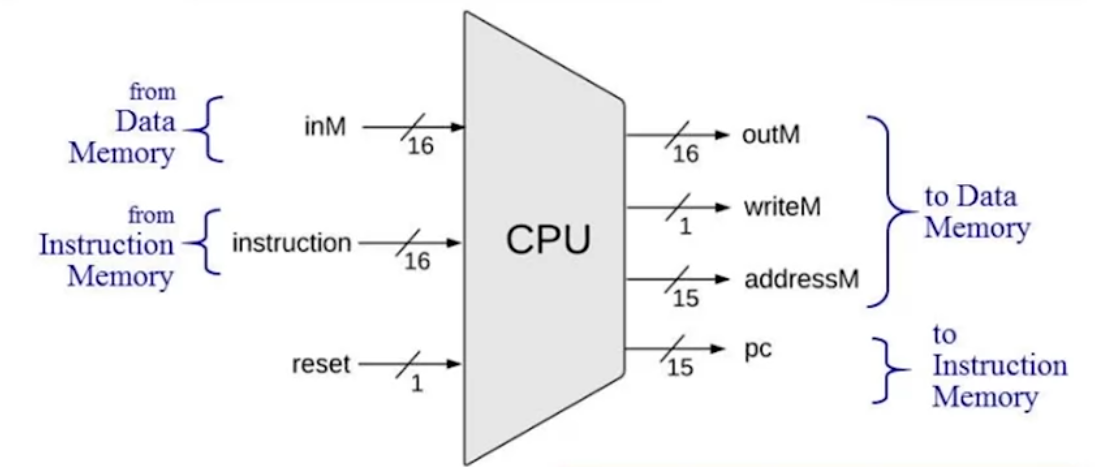 from
Data
Memory
inM
16
from
Instruction
Memory
instruction
16
reset
1
CPU
16
outM
1
writeM
15
addressM
15
pc
to Data
Memory
to
Instruction
Memory